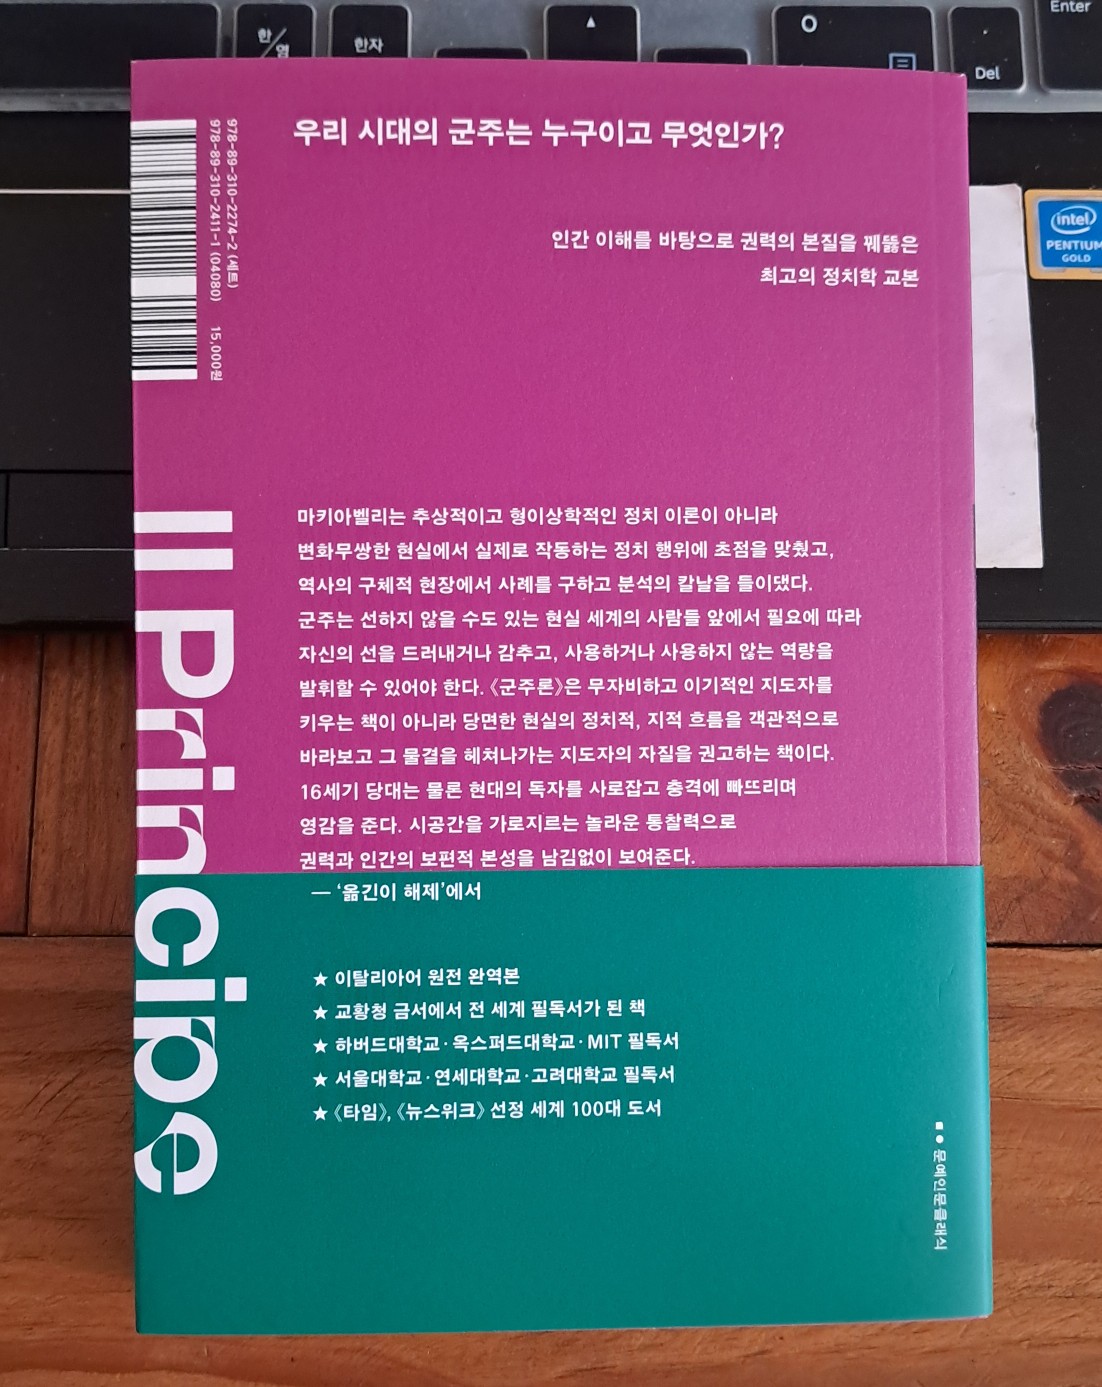 한/영
한자
▲
O
Del
Enter
intel
PENTIUM
GOLD
우리 시대의 군주는 누구이고 무엇인가?
인간 이해를 바탕으로 권력의 본질을 꿰뚫은
최고의 정치학 교본
978-89-310-2274-2 (세트)
978-89-310-2411-1 (04080) 15,000원
마키아벨리는 추상적이고 형이상학적인 정치 이론이 아니라
변화무쌍한 현실에서 실제로 작동하는 정치 행위에 초점을 맞췄고,
역사의 구체적 현장에서 사례를 구하고 분석의 칼날을 들이댔다.
군주는 선하지 않을 수도 있는 현실 세계의 사람들 앞에서 필요에 따라
자신의 선을 드러내거나 감추고, 사용하거나 사용하지 않는 역량을
발휘할 수 있어야 한다. 《군주론》은 무자비하고 이기적인 지도자를
키우는 책이 아니라 당면한 현실의 정치적, 지적 흐름을 객관적으로
바라보고 그 물결을 헤쳐나가는 지도자의 자질을 권고하는 책이다.
16세기 당대는 물론 현대의 독자를 사로잡고 충격에 빠뜨리며
영감을 준다. 시공간을 가로지르는 놀라운 통찰력으로
권력과 인간의 보편적 본성을 남김없이 보여준다.
— ‘옮긴이 해제’에서
Il Principe
★ 이탈리아어 원전 완역본
★ 교황청 금서에서 전 세계 필독서가 된 책
★ 하버드대학교·옥스퍼드대학교·MIT 필독서
★ 서울대학교·연세대학교·고려대학교 필독서
★ 《타임》, 《뉴스위크》 선정 세계 100대 도서
문예인문클래식